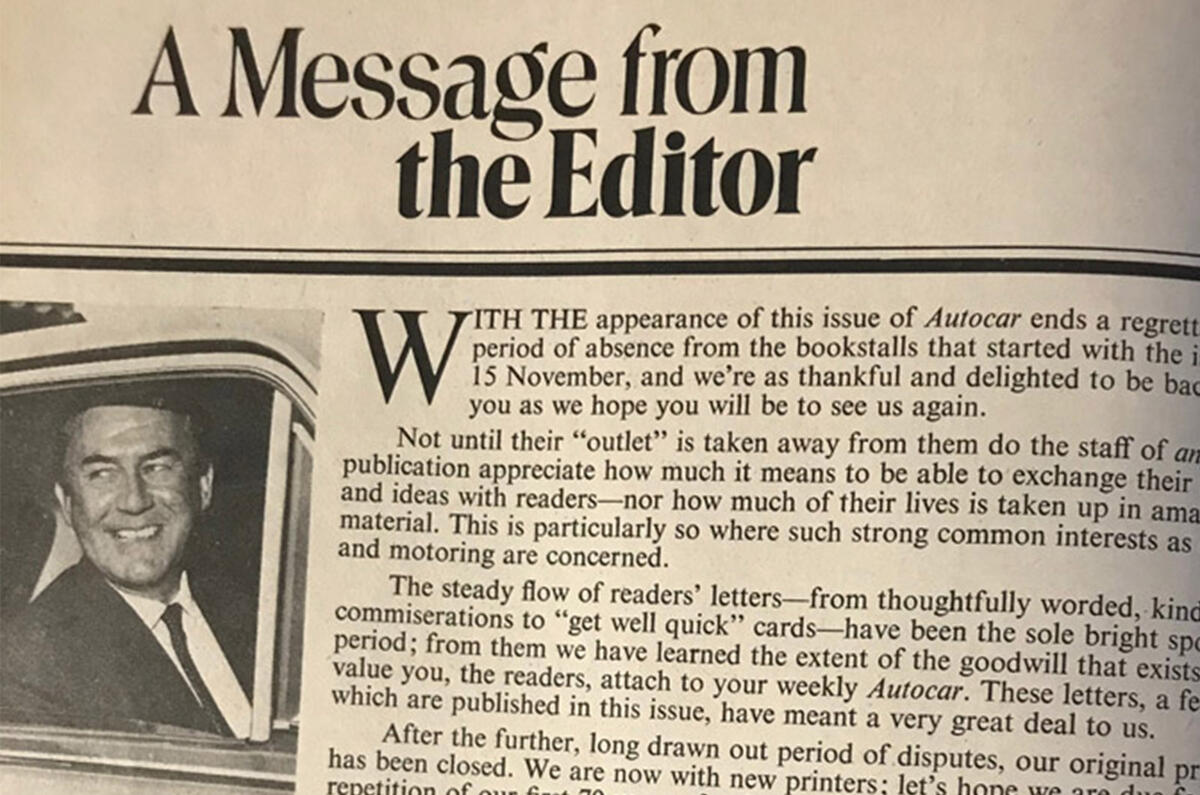 A Message from
the Editor
WITH THE appearance of this issue of Autocar ends a
period of absence from the bookstalls that started with the
15 November, and we're as thankful and delighted to be
you as we hope you will be to see us again.
Not until their “outlet” is taken away from them do the staff of
publication appreciate how much it means to be able to exchange their
and ideas with readers—nor how much of their lives is taken up in
material. This is particularly so where such strong common interests as
and motoring are concerned.
The steady flow of readers' letters—from thoughtfully worded,
commiserations to “get well quick” cards—have been the sole bright
period; from them we have learned the extent of the goodwill that exists
value you, the readers, attach to your weekly Autocar. These letters, a
which are published in this issue, have meant a very great deal to us.
After the further, long drawn out period of disputes, our original
has been closed. We are now with new printers; let's hope we are
repetition of our first